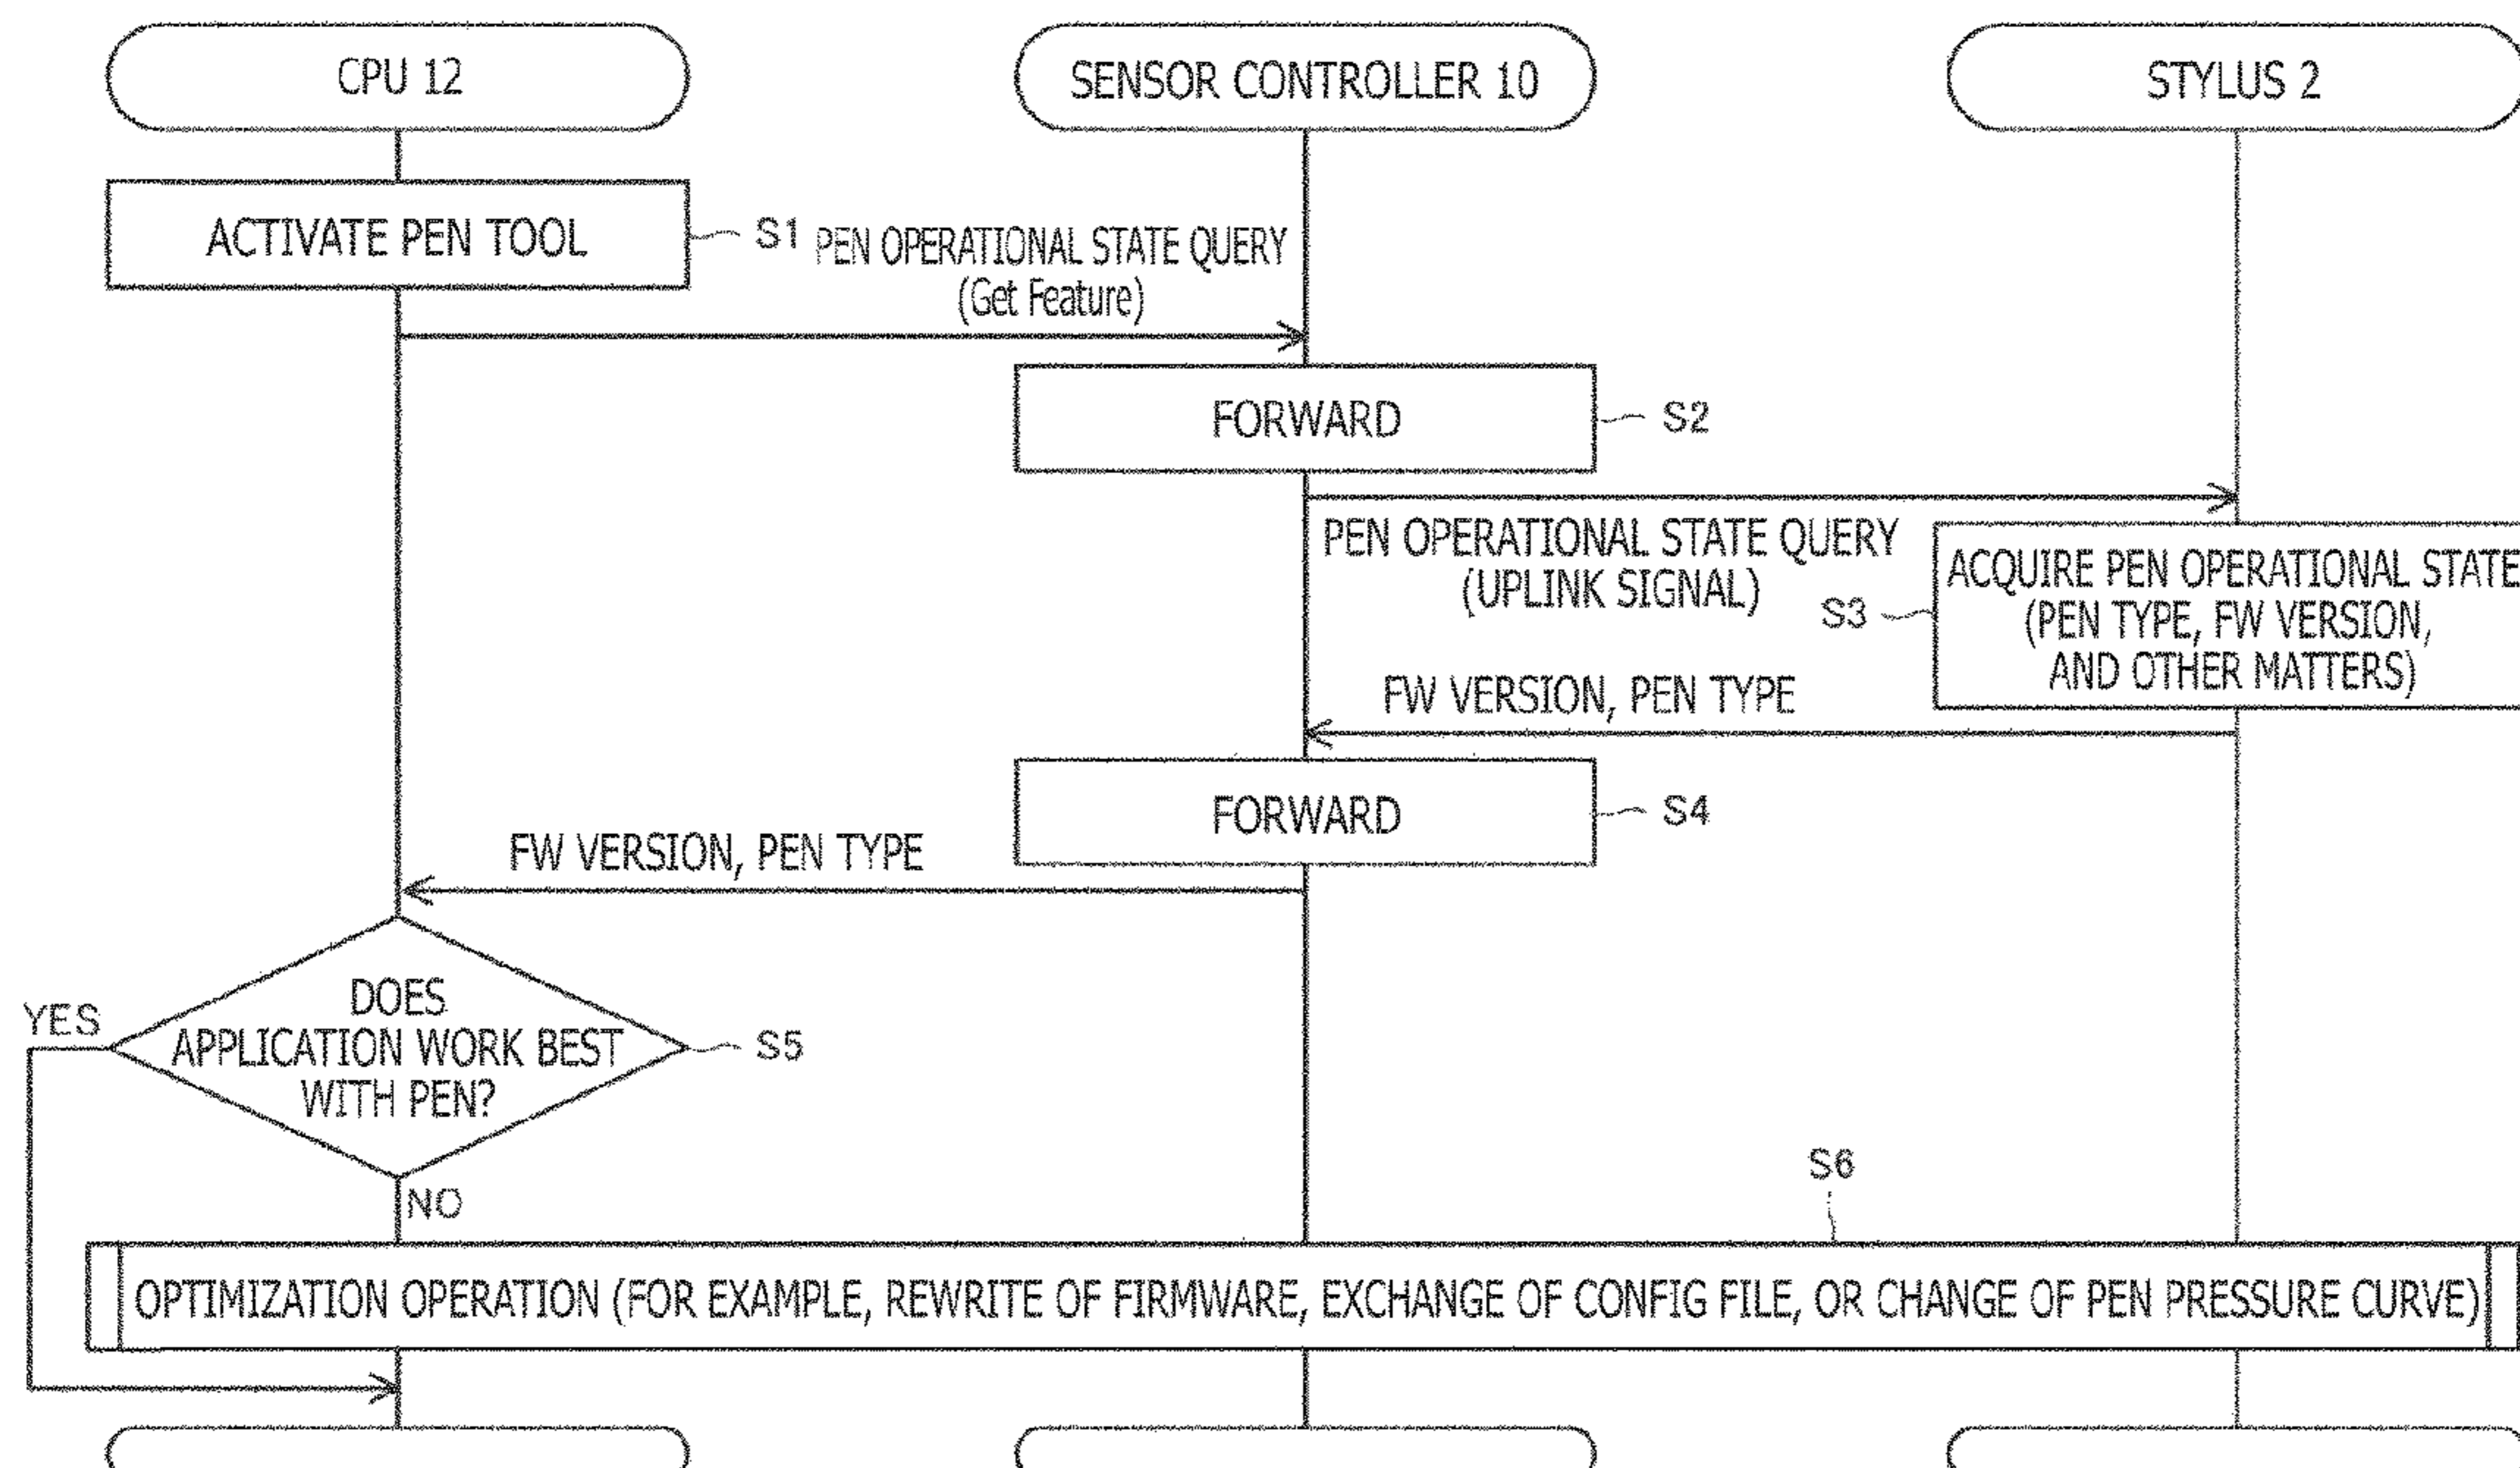 CPU 12
SENSOR CONTROLLER 10
STYLUS 2
ACTIVATE PEN TOOL
S1
PEN OPERATIONAL STATE QUERY
(Get Feature)
FORWARD
S2
PEN OPERATIONAL STATE QUERY
(UPLINK SIGNAL)
S3
ACQUIRE PEN OPERATIONAL STATE
(PEN TYPE, FW VERSION,
AND OTHER MATTERS)
FW VERSION, PEN TYPE
FORWARD
S4
FW VERSION, PEN TYPE
YES
DOES
APPLICATION WORK BEST
WITH PEN?
S5
NO
S6
OPTIMIZATION OPERATION (FOR EXAMPLE, REWRITE OF FIRMWARE, EXCHANGE OF CONFIG FILE, OR CHANGE OF PEN PRESSURE CURVE)